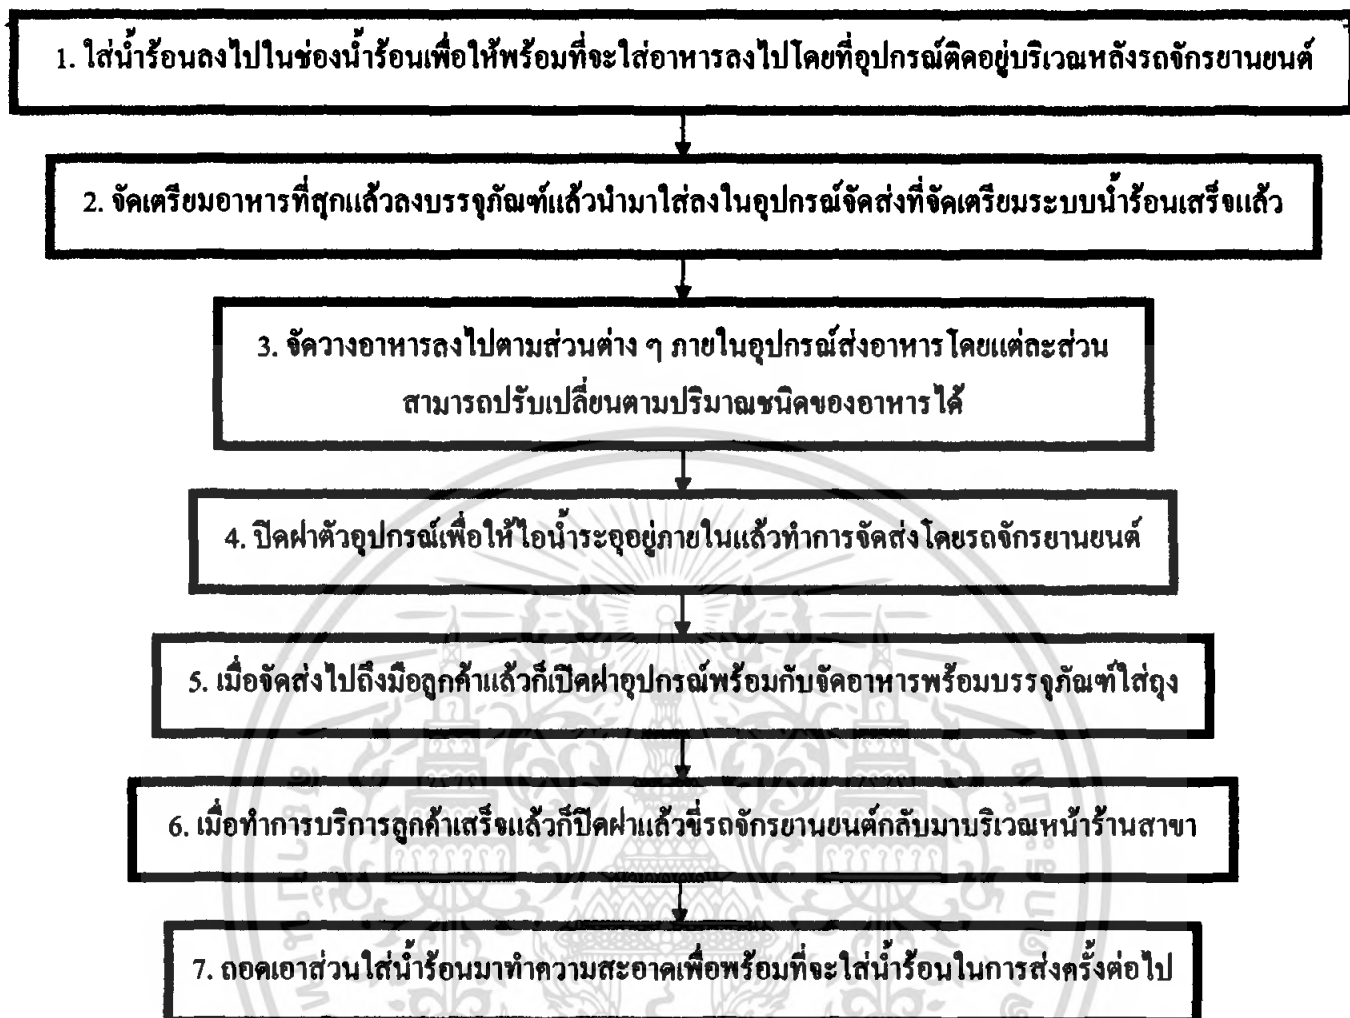 1. ใส่น้ำร้อนลงไปในช่องน้ำร้อนเพื่อให้พร้อมที่จะใส่อาหารลงไปโดยที่อุปกรณ์ติดอยู่บริเวณหลังรถจักรยานยนต์
2. จัดเตรียมอาหารที่สุกแล้วลงบรรจุภัณฑ์แล้วนำมาใส่ลงในอุปกรณ์จัดส่งที่จัดเตรียมระบบน้ำร้อนเสร็จแล้ว
3. จัดวางอาหารลงไปตามส่วนต่าง ๆ ภายในอุปกรณ์ส่งอาหารโดยแต่ละส่วน
สามารถปรับเปลี่ยนตามปริมาณชนิดของอาหารได้
4. ปิดฝาตัวอุปกรณ์เพื่อให้ไอน้ำระอุอยู่ภายในแล้วทำการจัดส่งโดยรถจักรยานยนต์
5. เมื่อจัดส่งไปถึงมือลูกค้าแล้วก็เปิดฝาอุปกรณ์พร้อมกับจัดอาหารพร้อมบรรจุภัณฑ์ใส่ถุง
6. เมื่อทำการบริการลูกค้าเสร็จแล้วก็ปิดฝาแล้วขี่รถจักรยานยนต์กลับมาบริเวณหน้าร้านสาขา
7. ถอดเอาส่วนใส่น้ำร้อนมาทำความสะอาดเพื่อพร้อมที่จะใส่น้ำร้อนในการส่งครั้งต่อไป